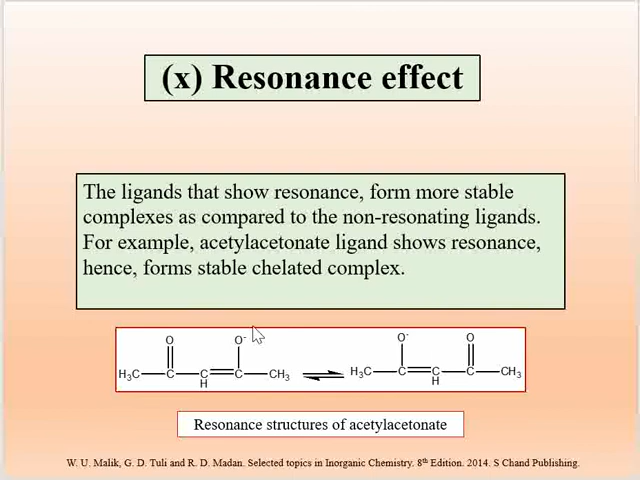 (x) Resonance effect
The ligands that show resonance, form more stable
complexes as compared to the non-resonating ligands.
For example, acetylacetonate ligand shows resonance,
hence, forms stable chelated complex.
O O- O- O
H3C C C C CH3 H3C C C C CH3
H H
Resonance structures of acetylacetonate
W. U. Malik, G. D. Tuli and R. D. Madan. Selected topics in Inorganic Chemistry. 8th Edition. 2014. S Chand Publishing.